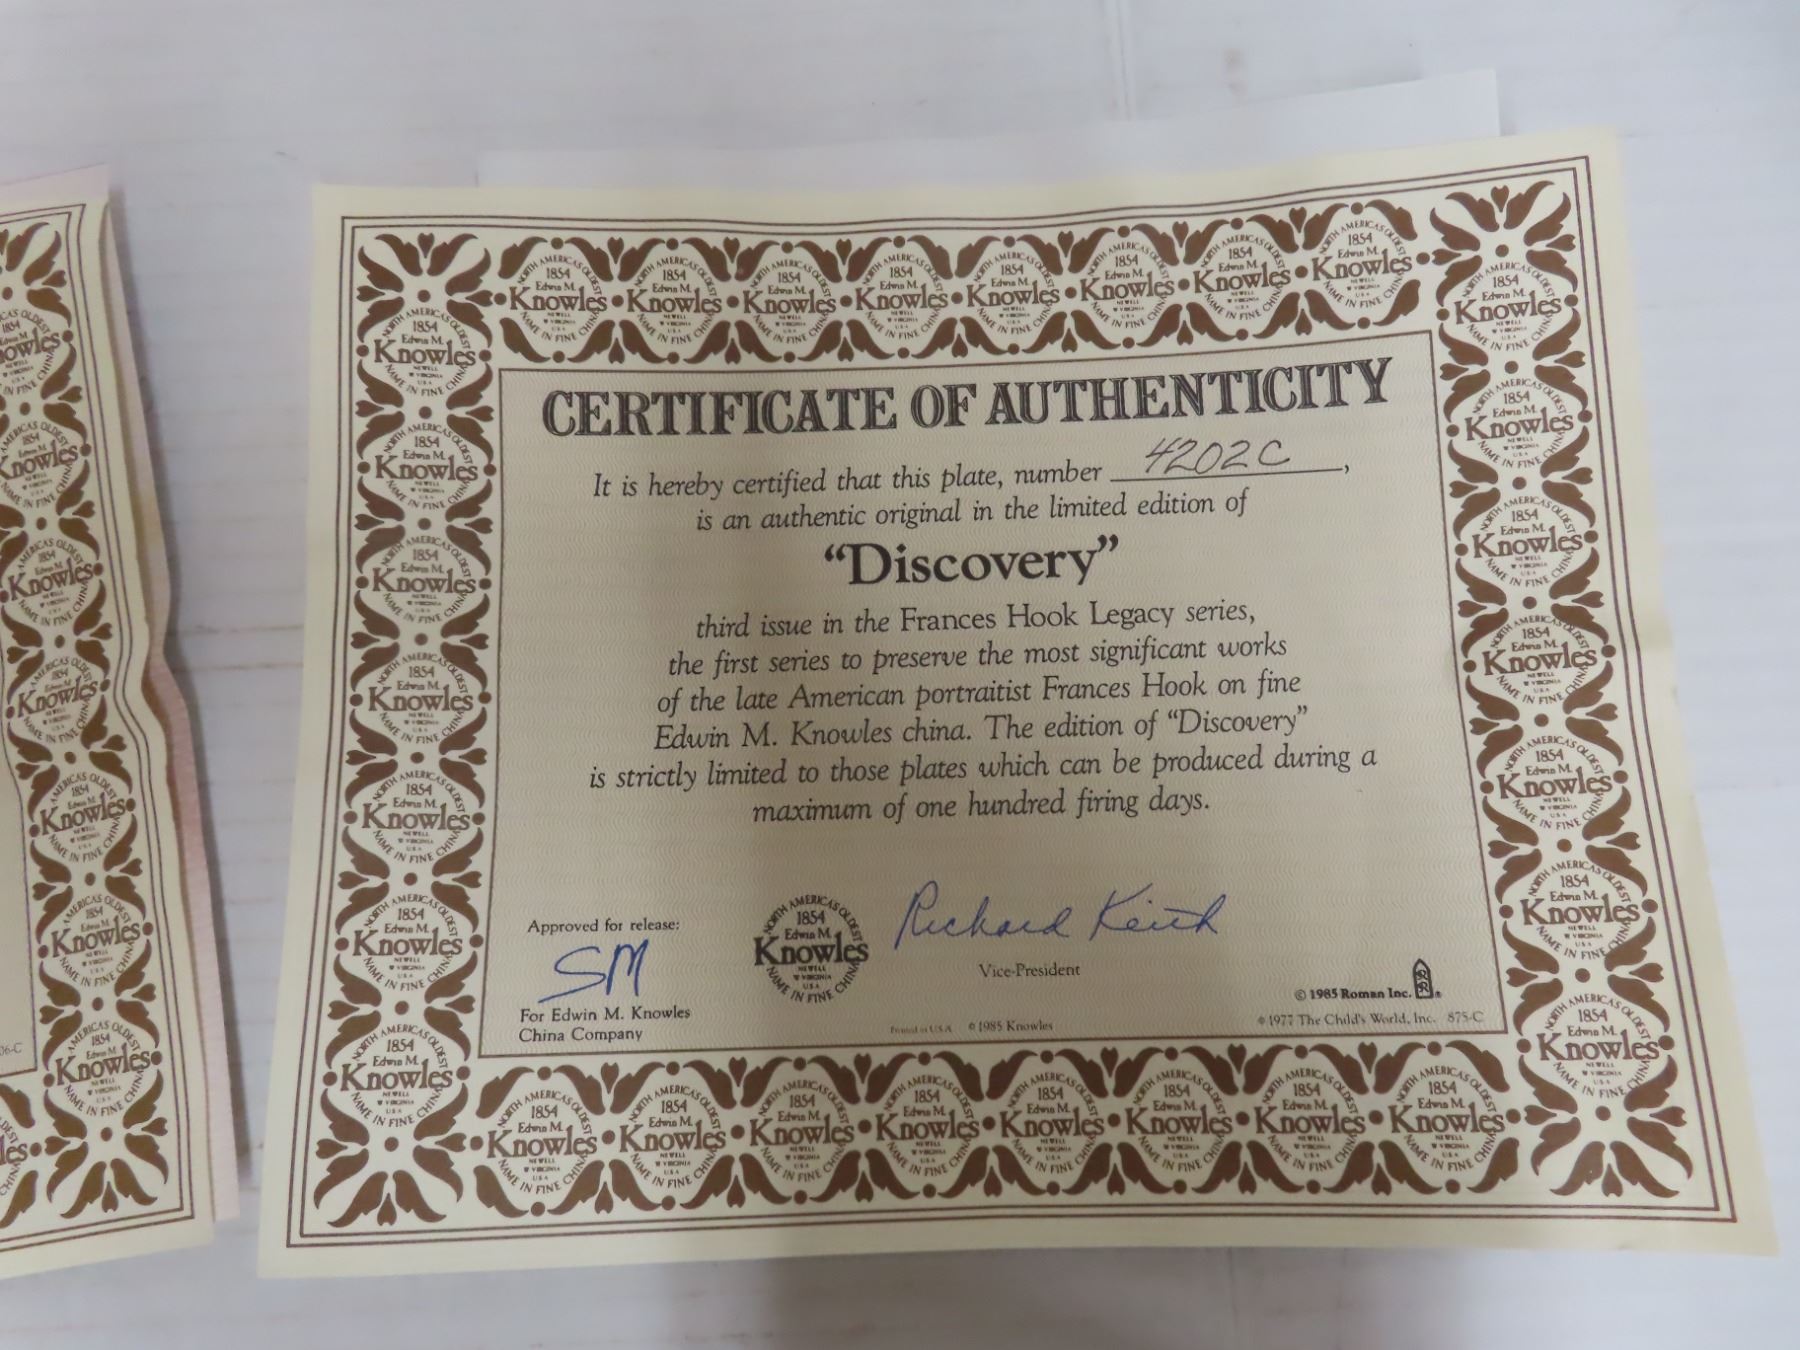 CERTIFICATE OF AUTHENTICITY
It is hereby certified that this plate, number 4202C,
is an authentic original in the limited edition of
“Discovery”
third issue in the Frances Hook Legacy series,
the first series to preserve the most significant works
of the late American portraitist Frances Hook on fine
Edwin M. Knowles china. The edition of “Discovery”
is strictly limited to those plates which can be produced during a
maximum of one hundred firing days.
Approved for release:
SM
For Edwin M. Knowles
China Company
NORTH AMERICA'S OLDEST
1854
Edwin M.
Knowles
NEWELL
W VIRGINIA
USA
NAME IN FINE CHINA
Richard Keith
Vice-President
Printed in USA © 1985 Knowles
© 1985 Roman Inc.
© 1977 The Child's World, Inc. 875-C